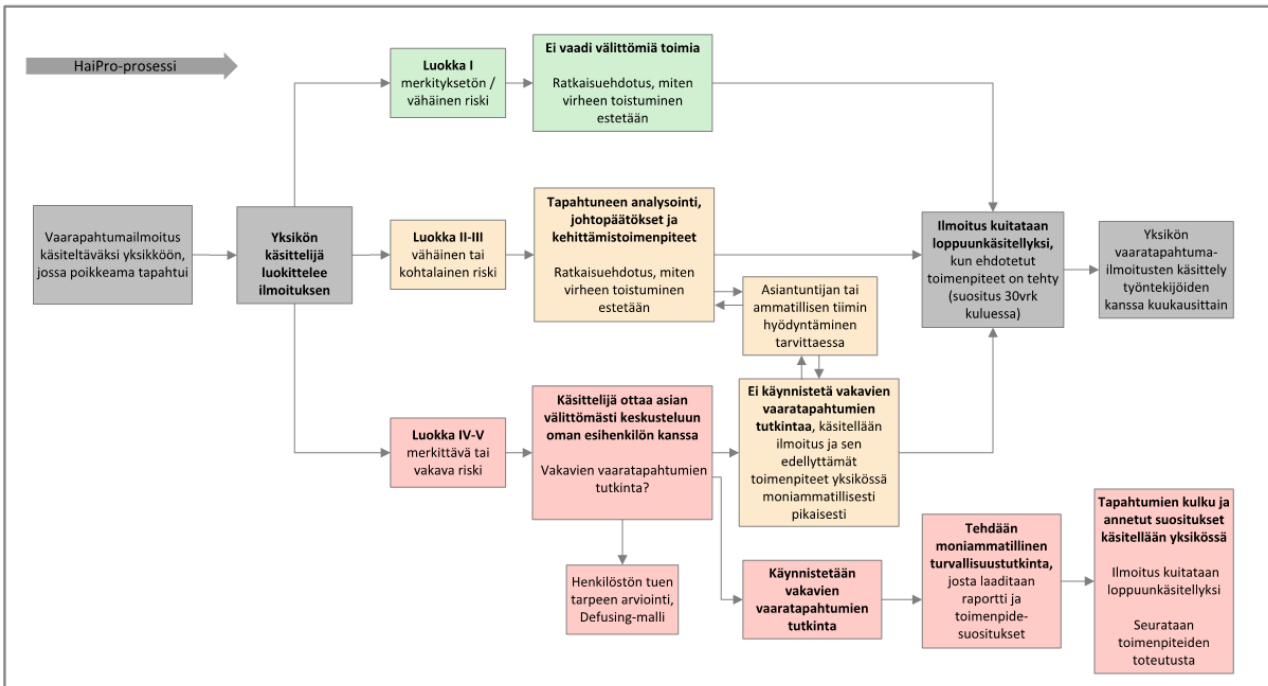 HaiPro-prosessi
Luokka I
merkityksetön /
vähäinen riski
Ei vaadi välittömiä toimia
Ratkaisuehdotus, miten
virheen toistuminen
estetään
Vaarapahtumailmoitus
käsiteltäväksi yksikköön,
jossa poikkeama tapahtui
Yksikön
käsittelijä
luokittelee
ilmoituksen
Luokka II-III
vähäinen tai
kohtalainen riski
Tapahtuneen analysointi,
johtopäätökset ja
kehittämistoimenpiteet
Ratkaisuehdotus, miten
virheen toistuminen
estetään
Asiantuntijan tai
ammatillisen tiimin
hyödyntäminen
tarvittaessa
Ilmoitus kuitataan
loppuunkäsitellyksi,
kun ehdotetut
toimenpiteet on tehty
(suositus 30vrk
kuluessa)
Yksikön
vaaratapahtuma-
ilmoitusten käsittely
työntekijöiden
kanssa kuukausittain
Luokka IV-V
merkittävä tai
vakava riski
Käsittelijä ottaa asian
välittömästi keskusteluun
oman esihenkilön kanssa
Vakavien vaaratapahtumien
tutkinta?
Ei käynnistetä vakavien
vaaratapahtumien
tutkintaa, käsitellään
ilmoitus ja sen
edellyttämät
toimenpiteet yksikössä
moniammatillisesti
pikaisesti
Henkilöstön tuen
tarpeen arviointi,
Defusing-malli
Käynnistetään
vakavien
vaaratapahtumien
tutkinta
Tehdään
moniammatillinen
turvallisuustutkinta,
josta laaditaan
raportti ja
toimenpide-
suositukset
Tapahtumien kulku ja
annetut suositukset
käsitellään yksikössä
Ilmoitus kuitataan
loppuunkäsitellyksi
Seurataan
toimenpiteiden
toteutusta